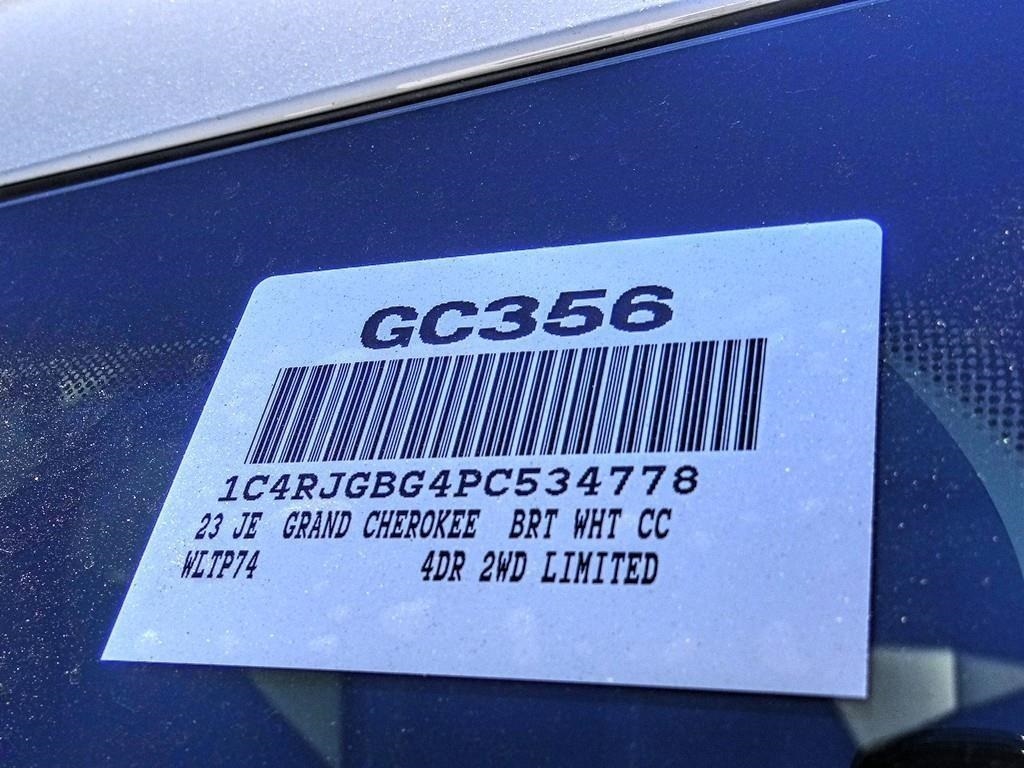 GC356
1C4RJGBG4PC534778
23 JE GRAND CHEROKEE BRT WHT CC
WLTP74 4DR 2WD LIMITED